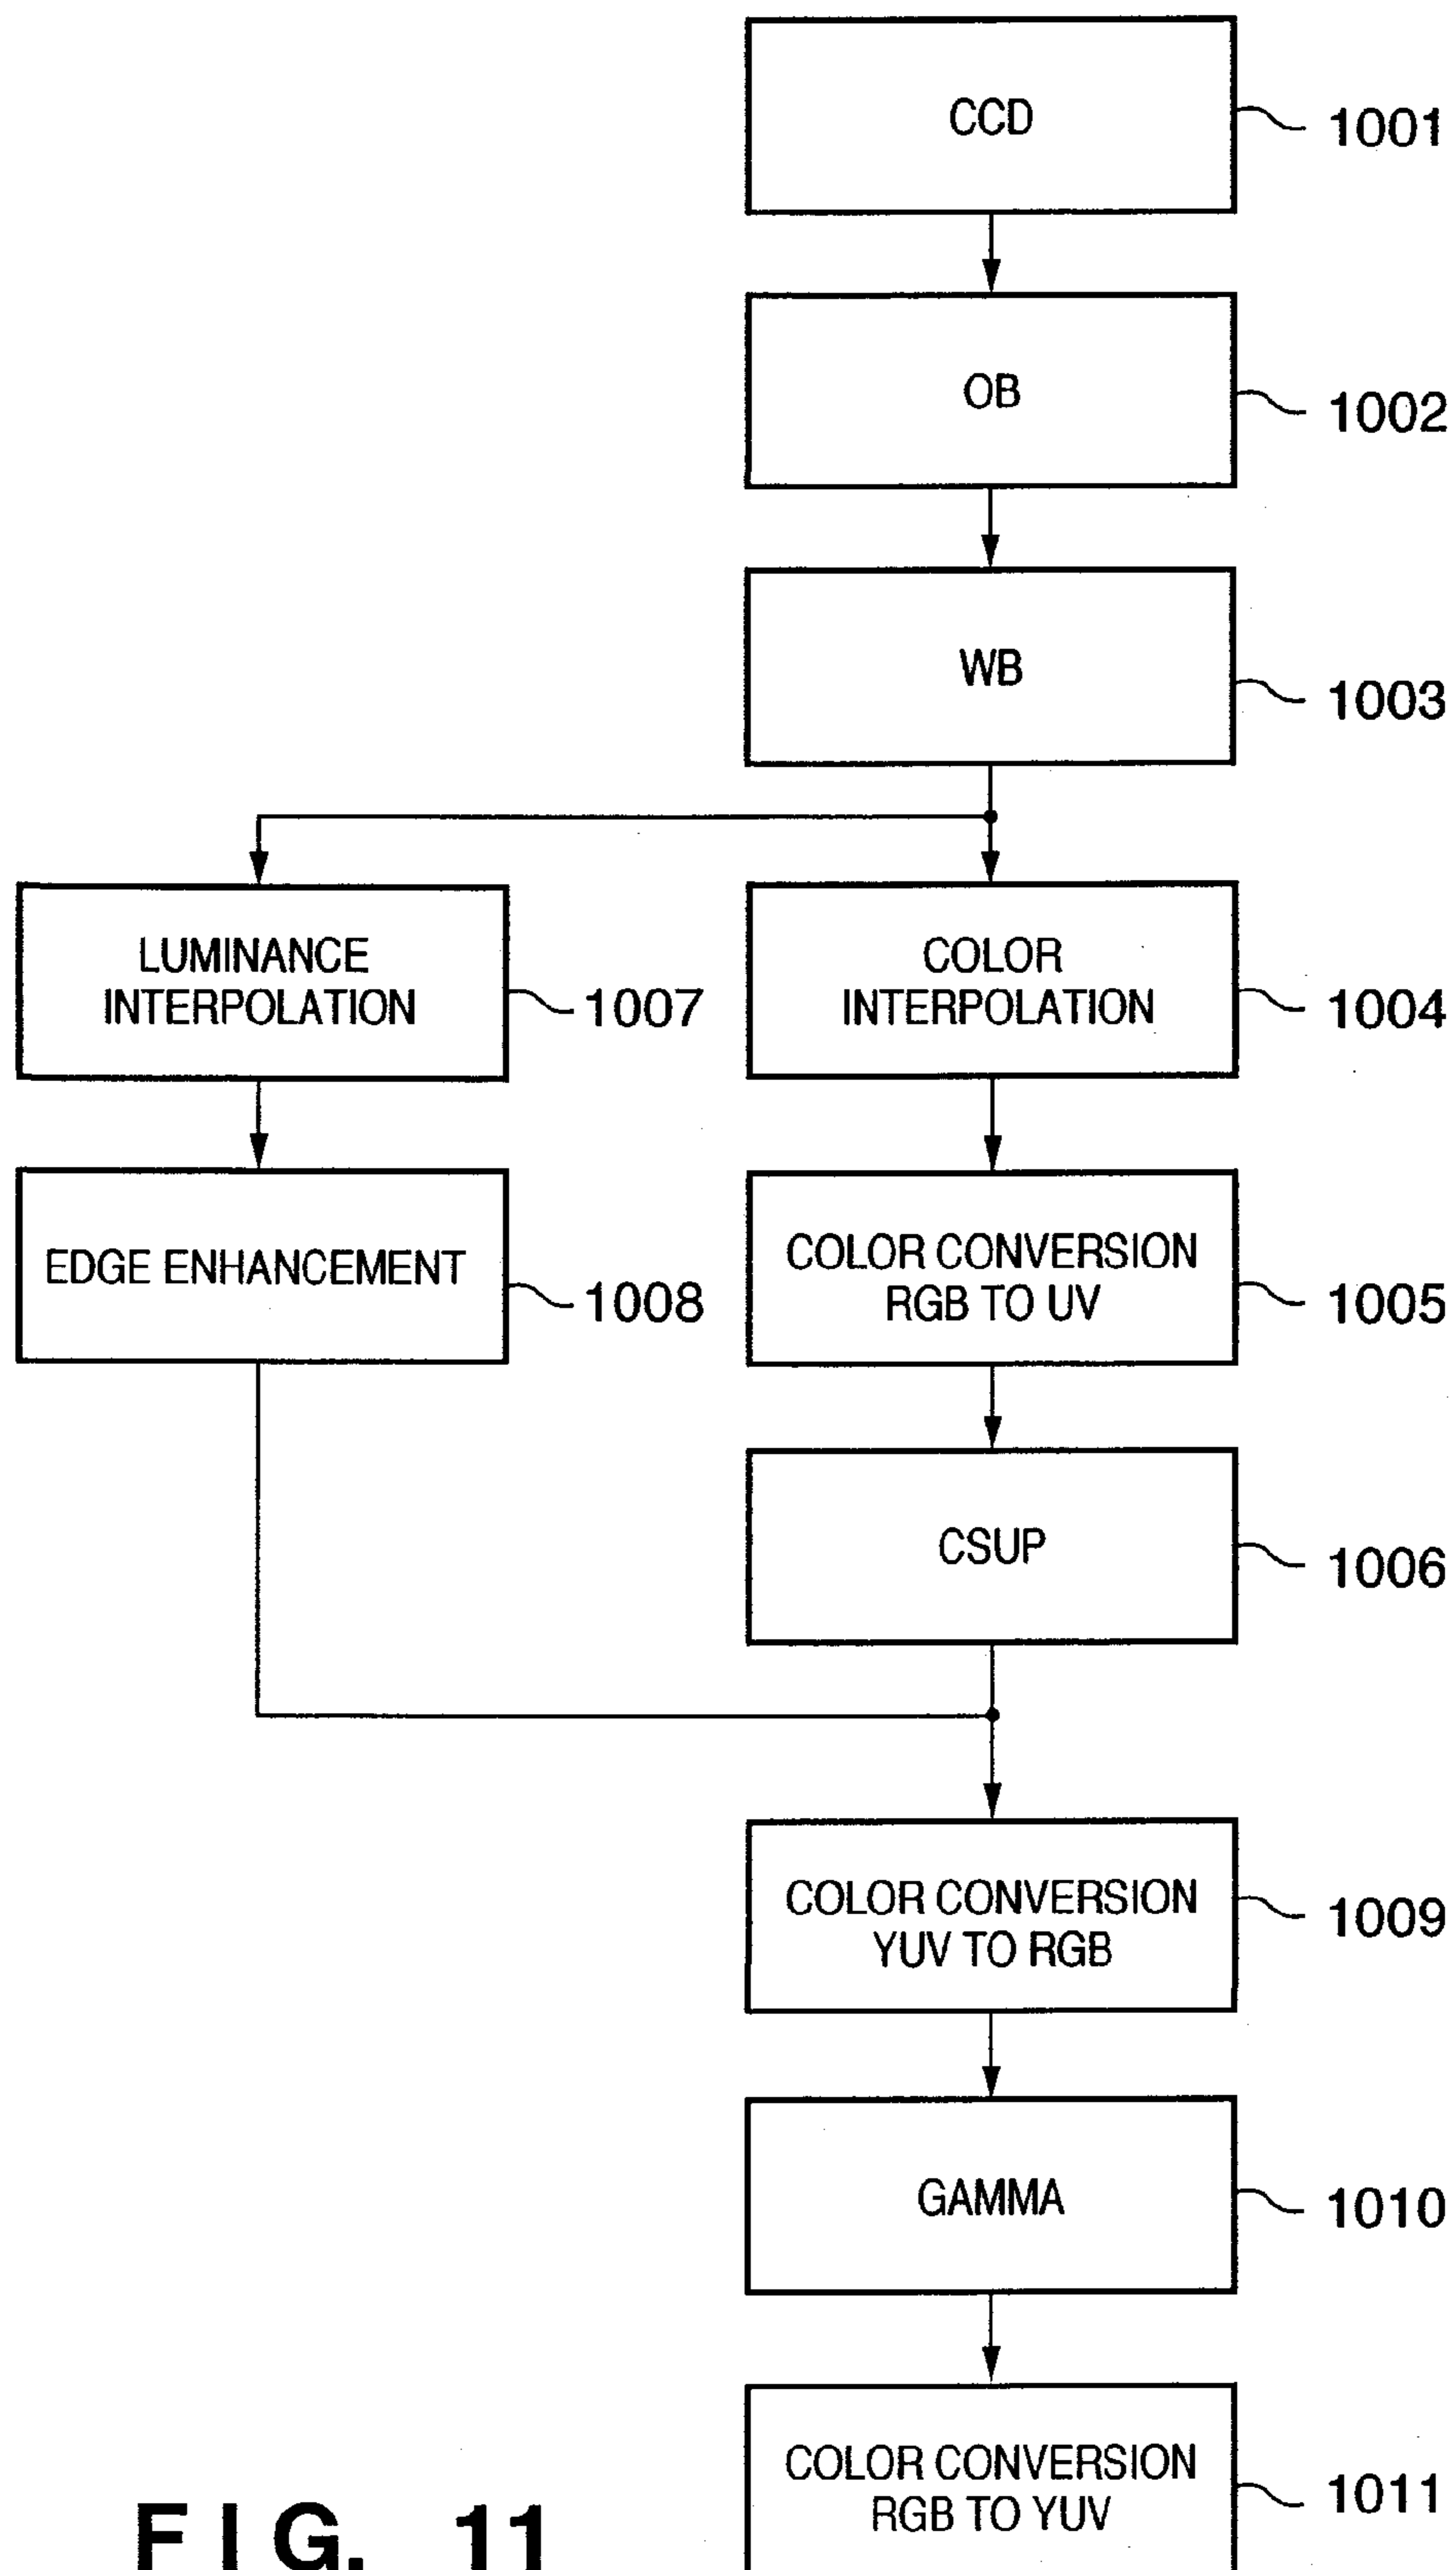 CCD
1001
OB
1002
WB
1003
LUMINANCE
INTERPOLATION
1007
COLOR
INTERPOLATION
1004
EDGE ENHANCEMENT
1008
COLOR CONVERSION
RGB TO UV
1005
CSUP
1006
COLOR CONVERSION
YUV TO RGB
1009
GAMMA
1010
COLOR CONVERSION
RGB TO YUV
1011
FIG. 11